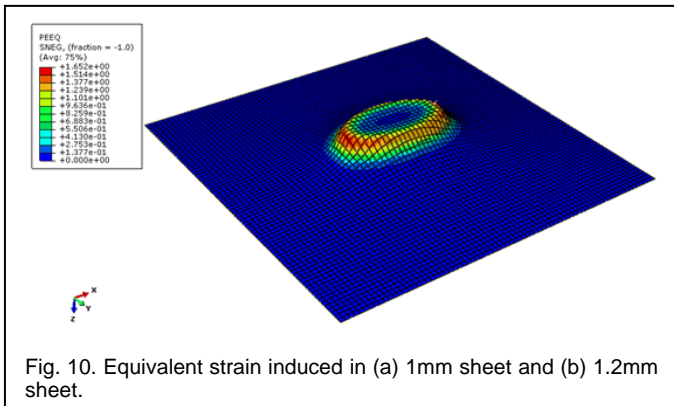 PEEQ
SNEG, (fraction = -1.0)
(Avg: 75%)
+1.652e+00
+1.514e+00
+1.377e+00
+1.239e+00
+1.101e+00
+9.636e-01
+8.259e-01
+6.883e-01
+5.506e-01
+4.130e-01
+2.753e-01
+1.377e-01
+0.000e+00
X
Y
Z
Fig. 10. Equivalent strain induced in (a) 1mm sheet and (b) 1.2mm
sheet.